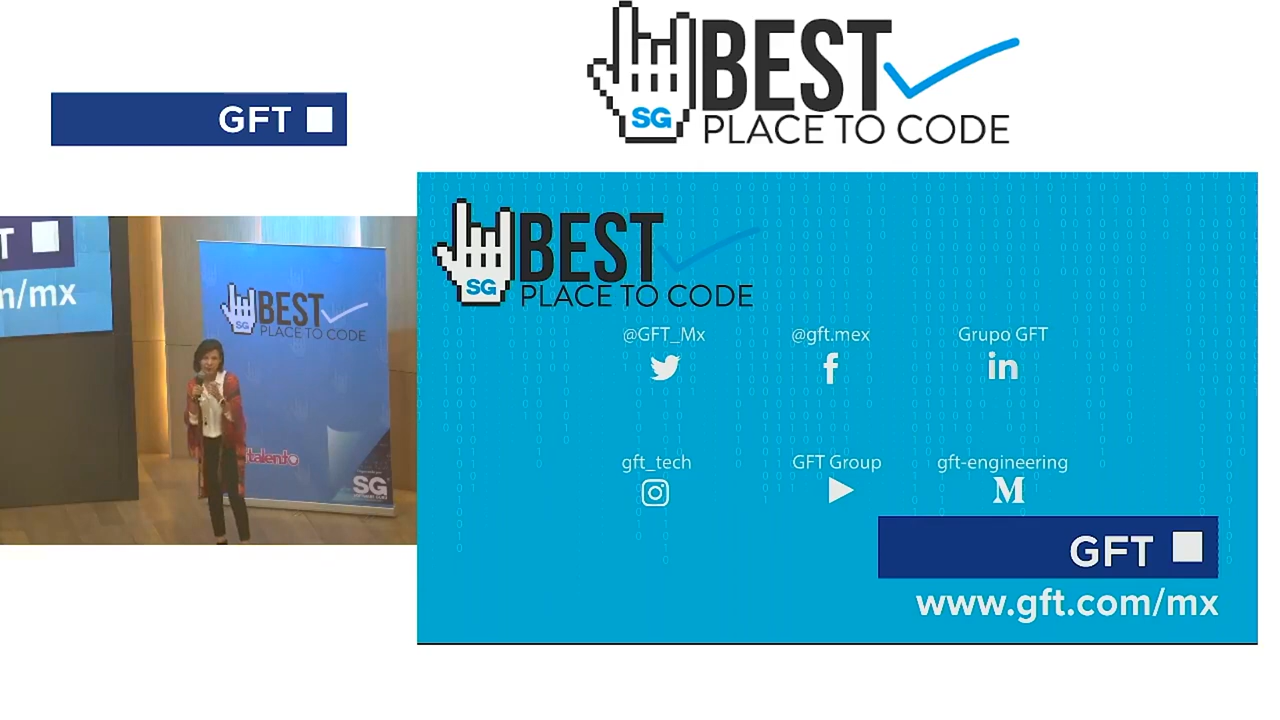 GFT
SG
BEST
PLACE TO CODE
T
m/mx
SG
BEST
PLACE TO CODE
talento
SG
SG
BEST
PLACE TO CODE
@GFT_Mx
@gft.mex
Grupo GFT
gft_tech
GFT Group
gft-engineering
GFT
www.gft.com/mx